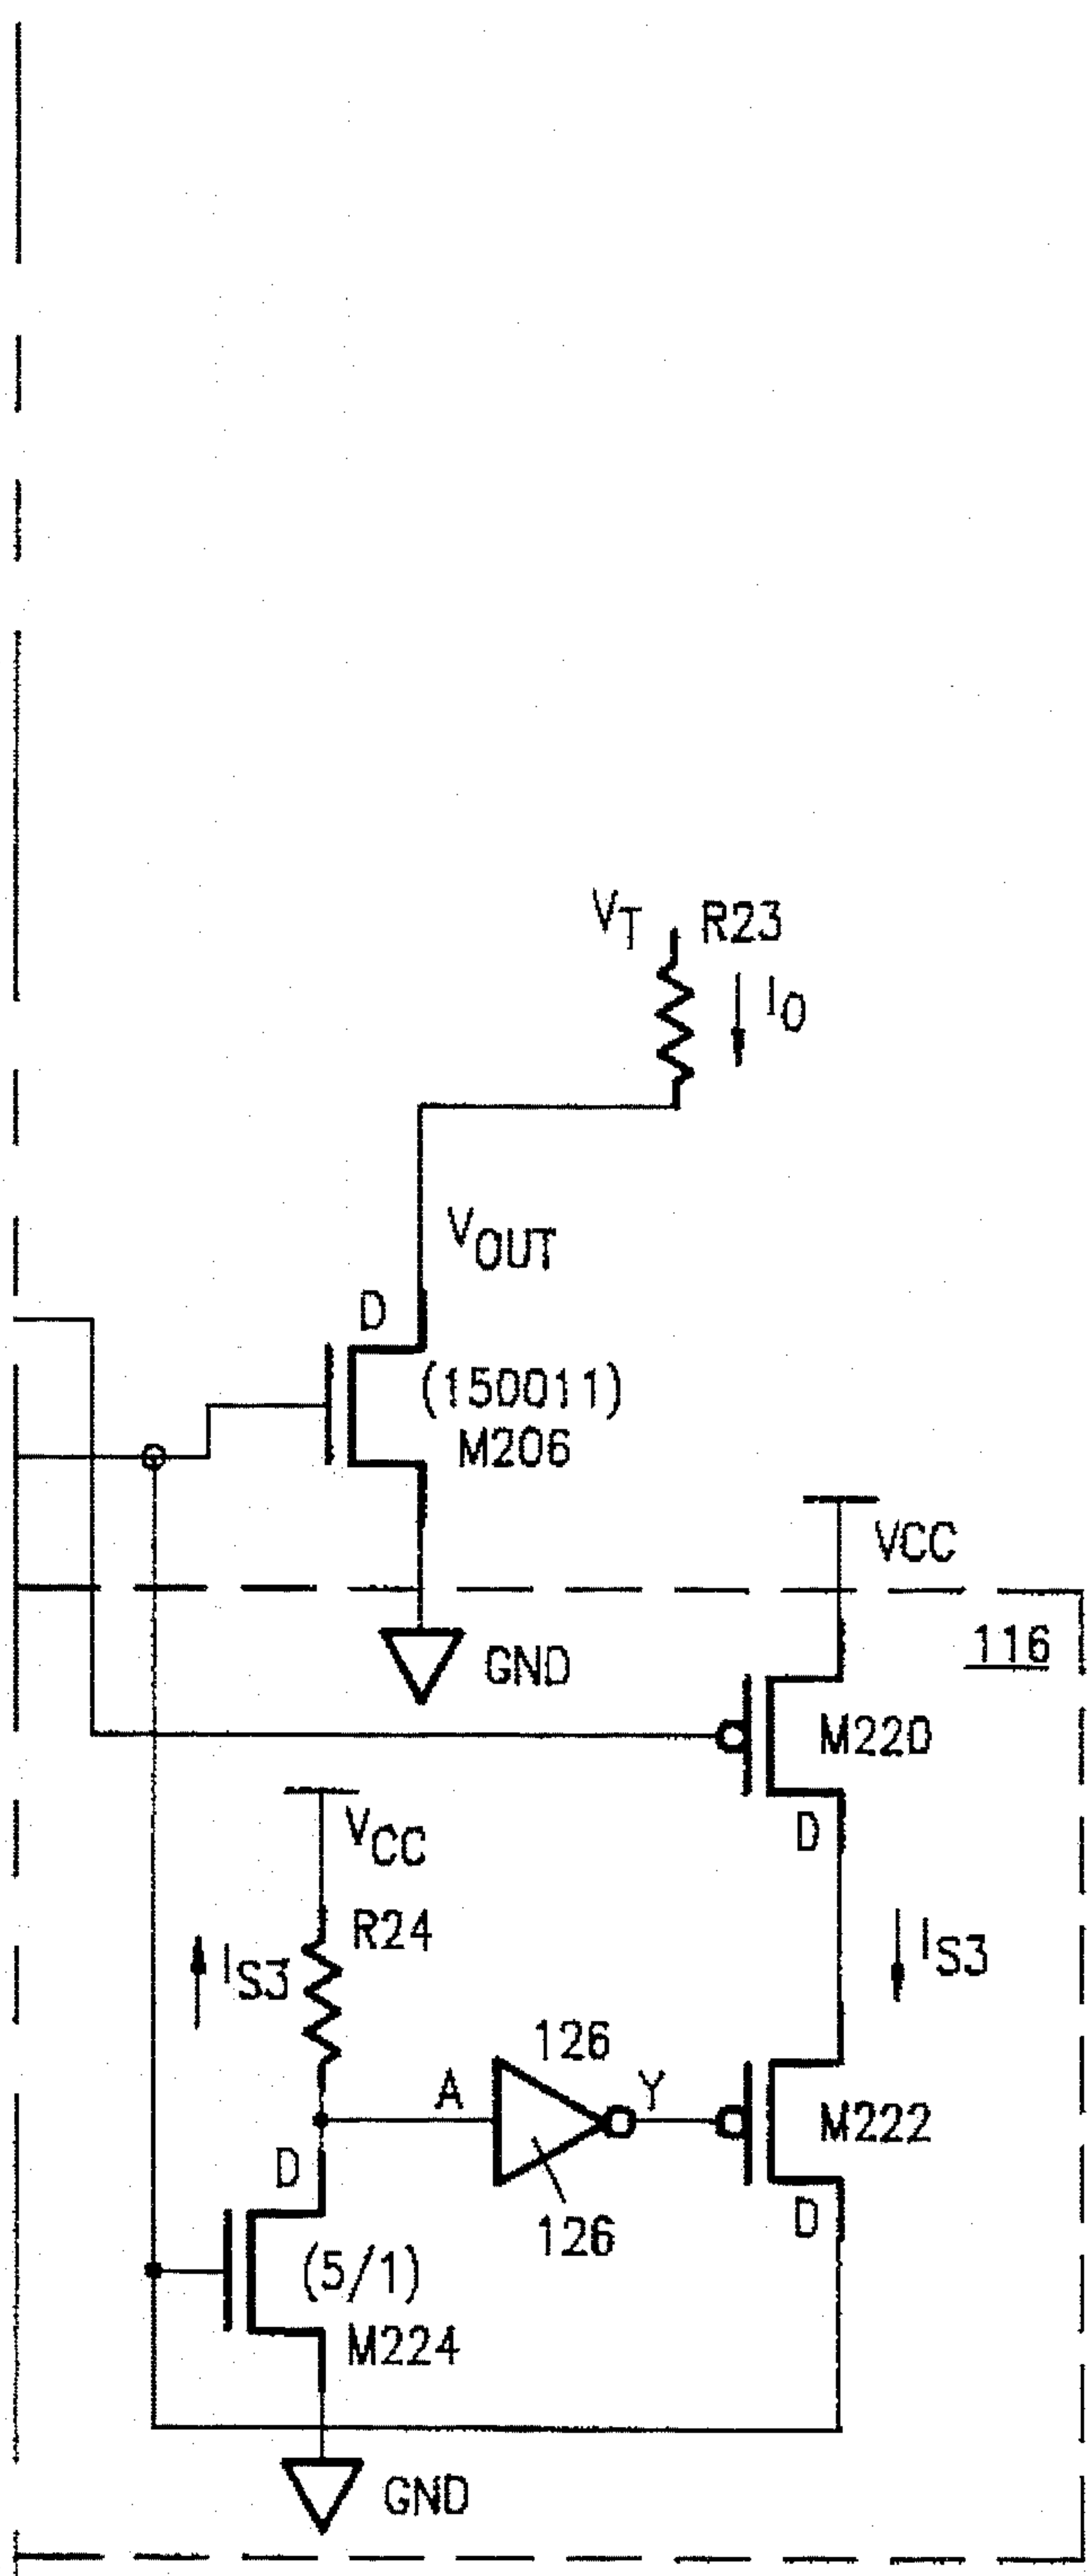 VT R23
IO
VOUT
D
(150011)
M206
VCC
116
GND
M220
D
VCC
R24
IS3
IS3
126
A
Y
M222
D
126
D
(5/1)
M224
GND